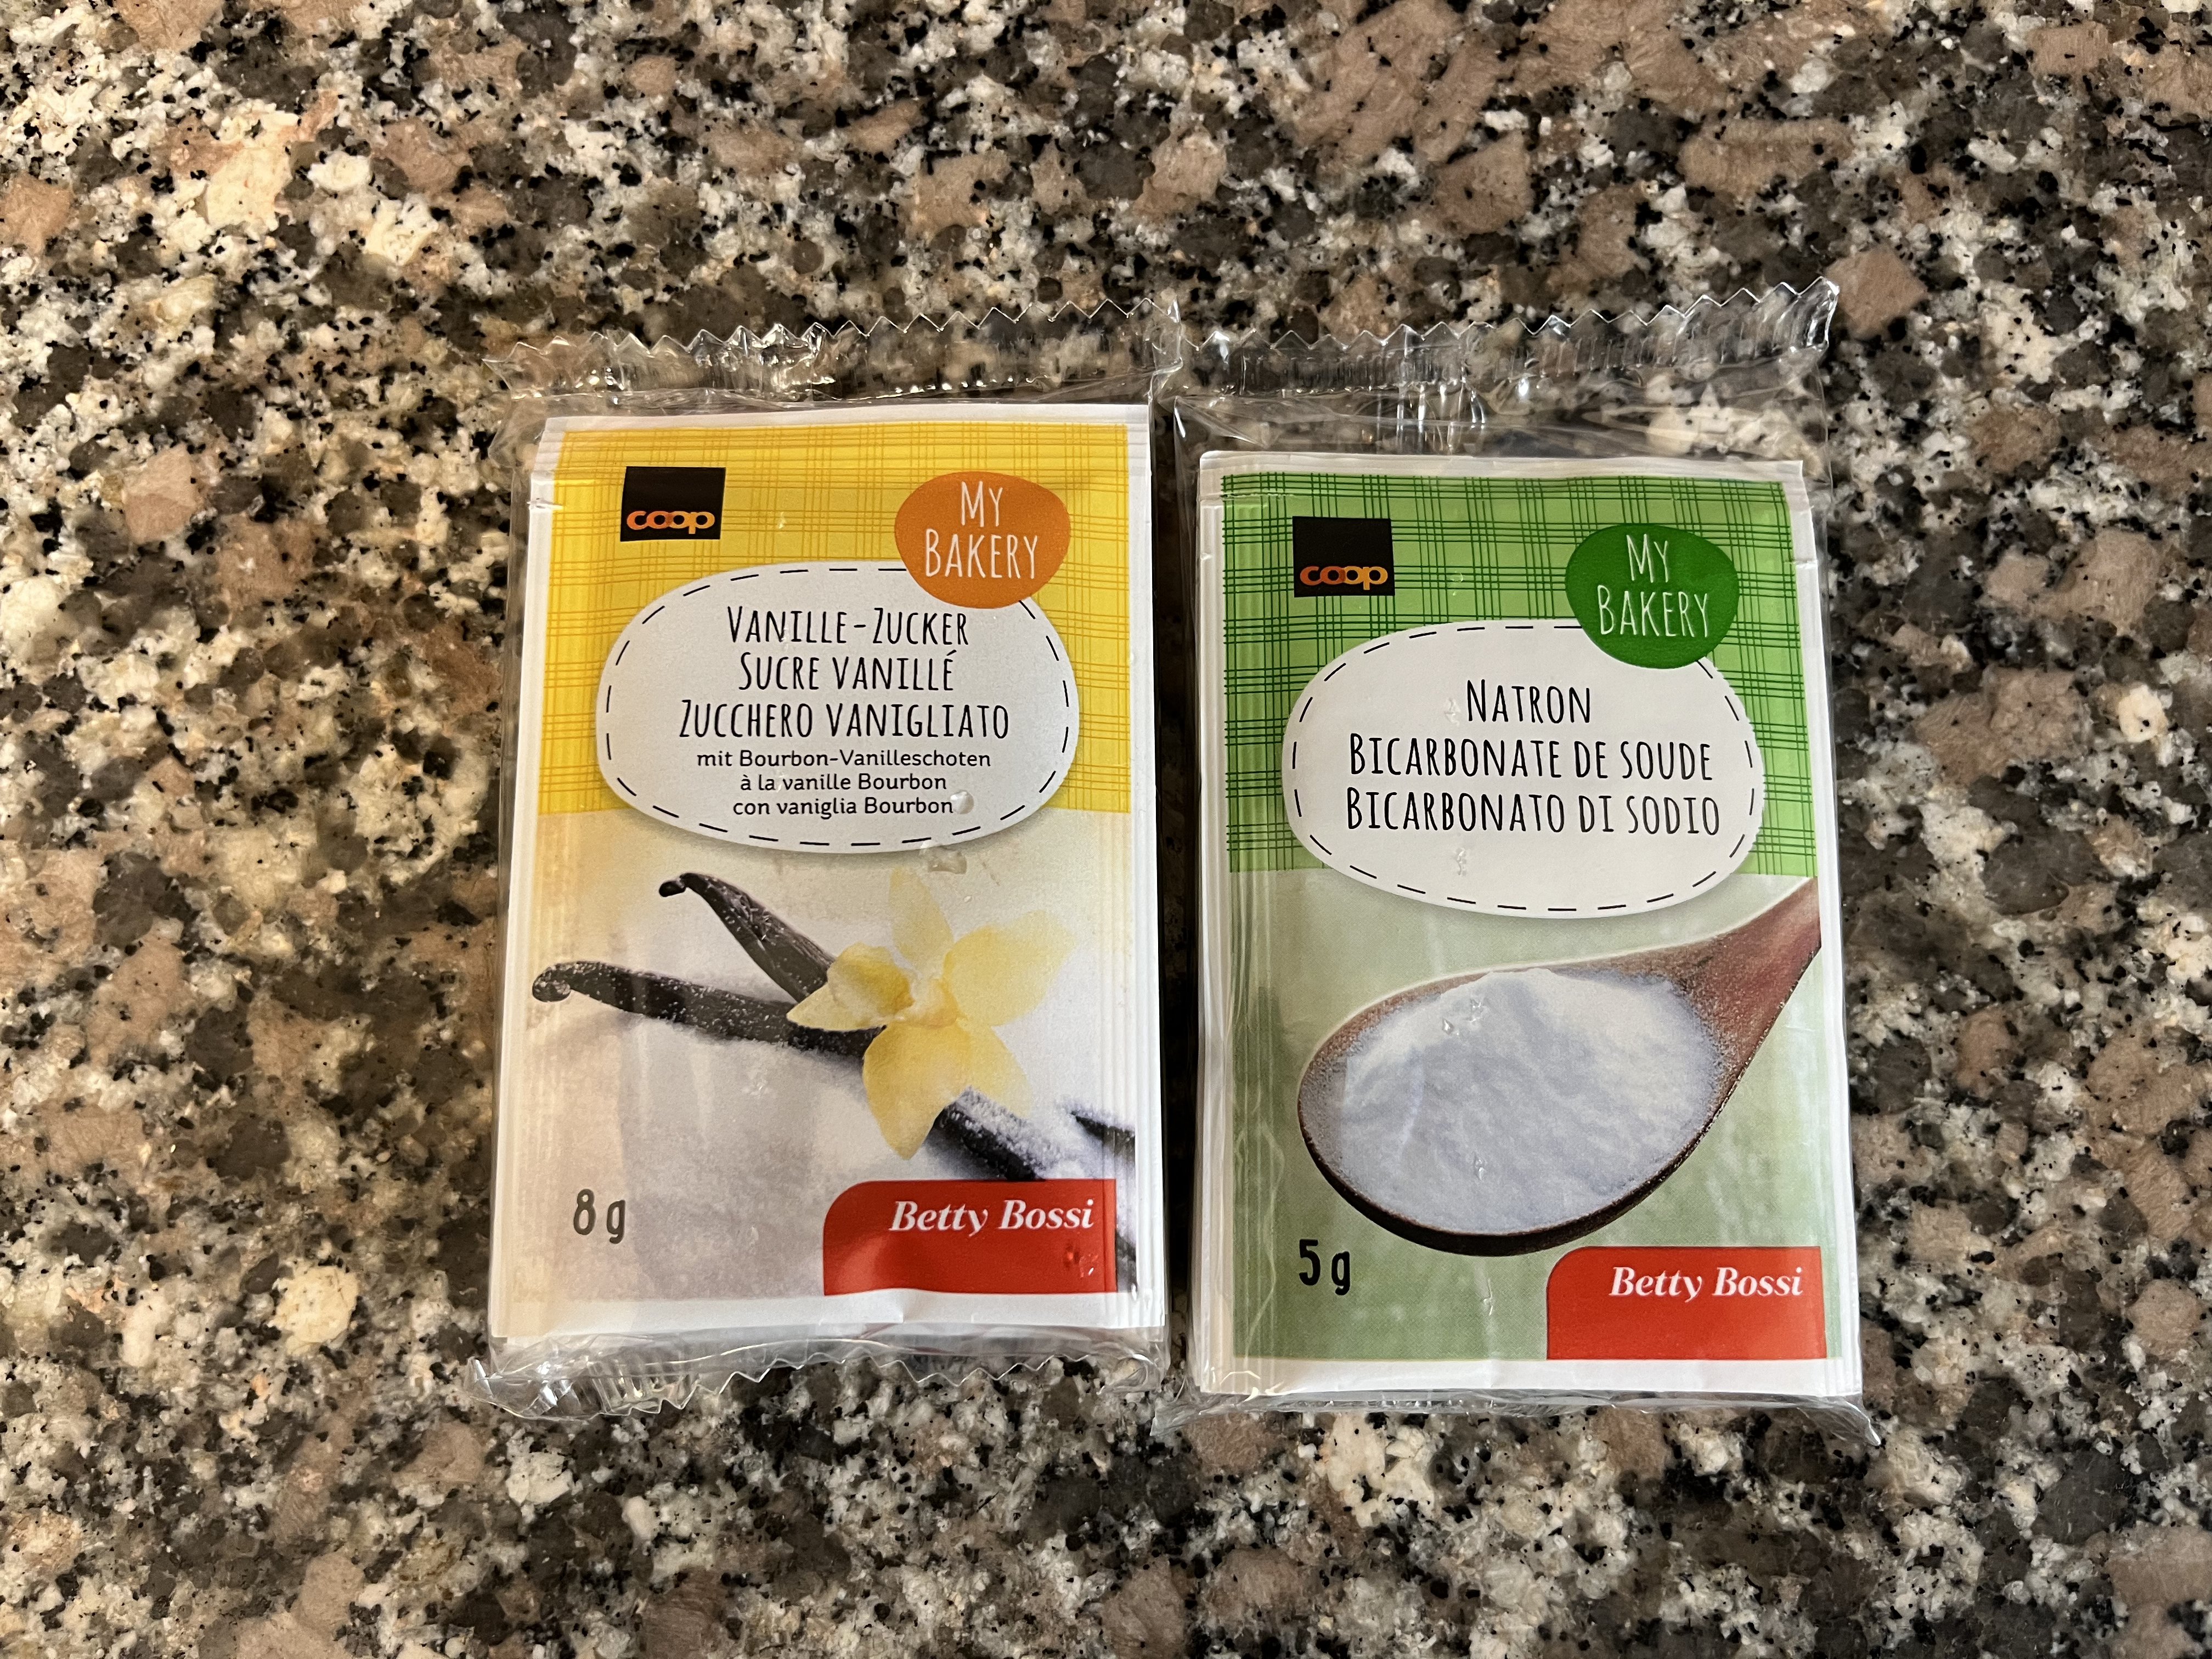 coop
MY
BAKERY
VANILLE-ZUCKER
SUCRE VANILLÉ
ZUCCHERO VANIGLIATO
mit Bourbon-Vanilleschoten
à la vanille Bourbon
con vaniglia Bourbon
8 g
Betty Bossi
coop
MY
BAKERY
NATRON
BICARBONATE DE SOUDE
BICARBONATO DI SODIO
5 g
Betty Bossi